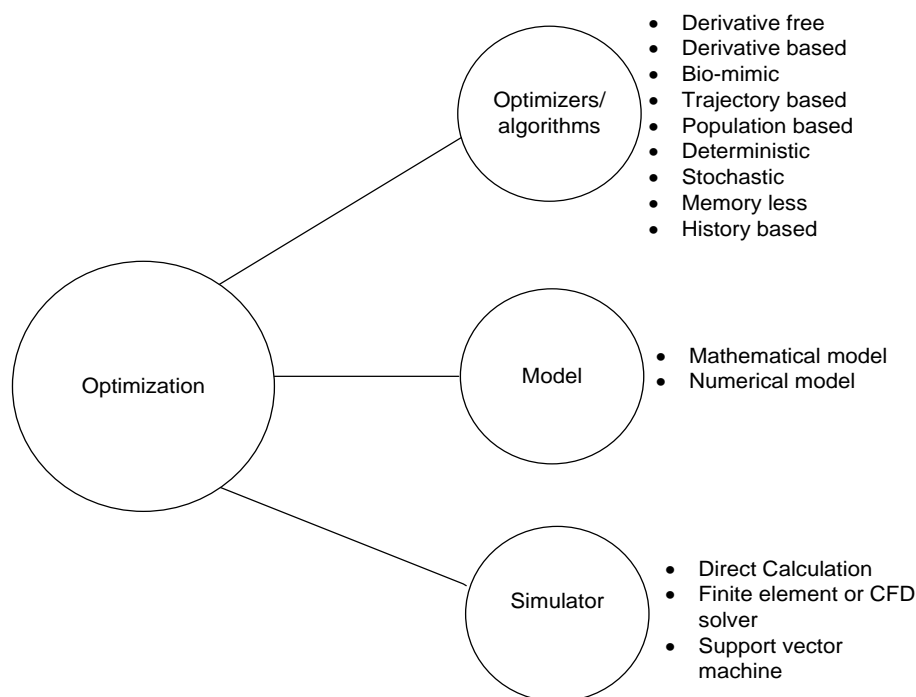 Optimization
Optimizers/
algorithms
• Derivative free
• Derivative based
• Bio-mimic
• Trajectory based
• Population based
• Deterministic
• Stochastic
• Memory less
• History based
Model
• Mathematical model
• Numerical model
Simulator
• Direct Calculation
• Finite element or CFD
solver
• Support vector
machine